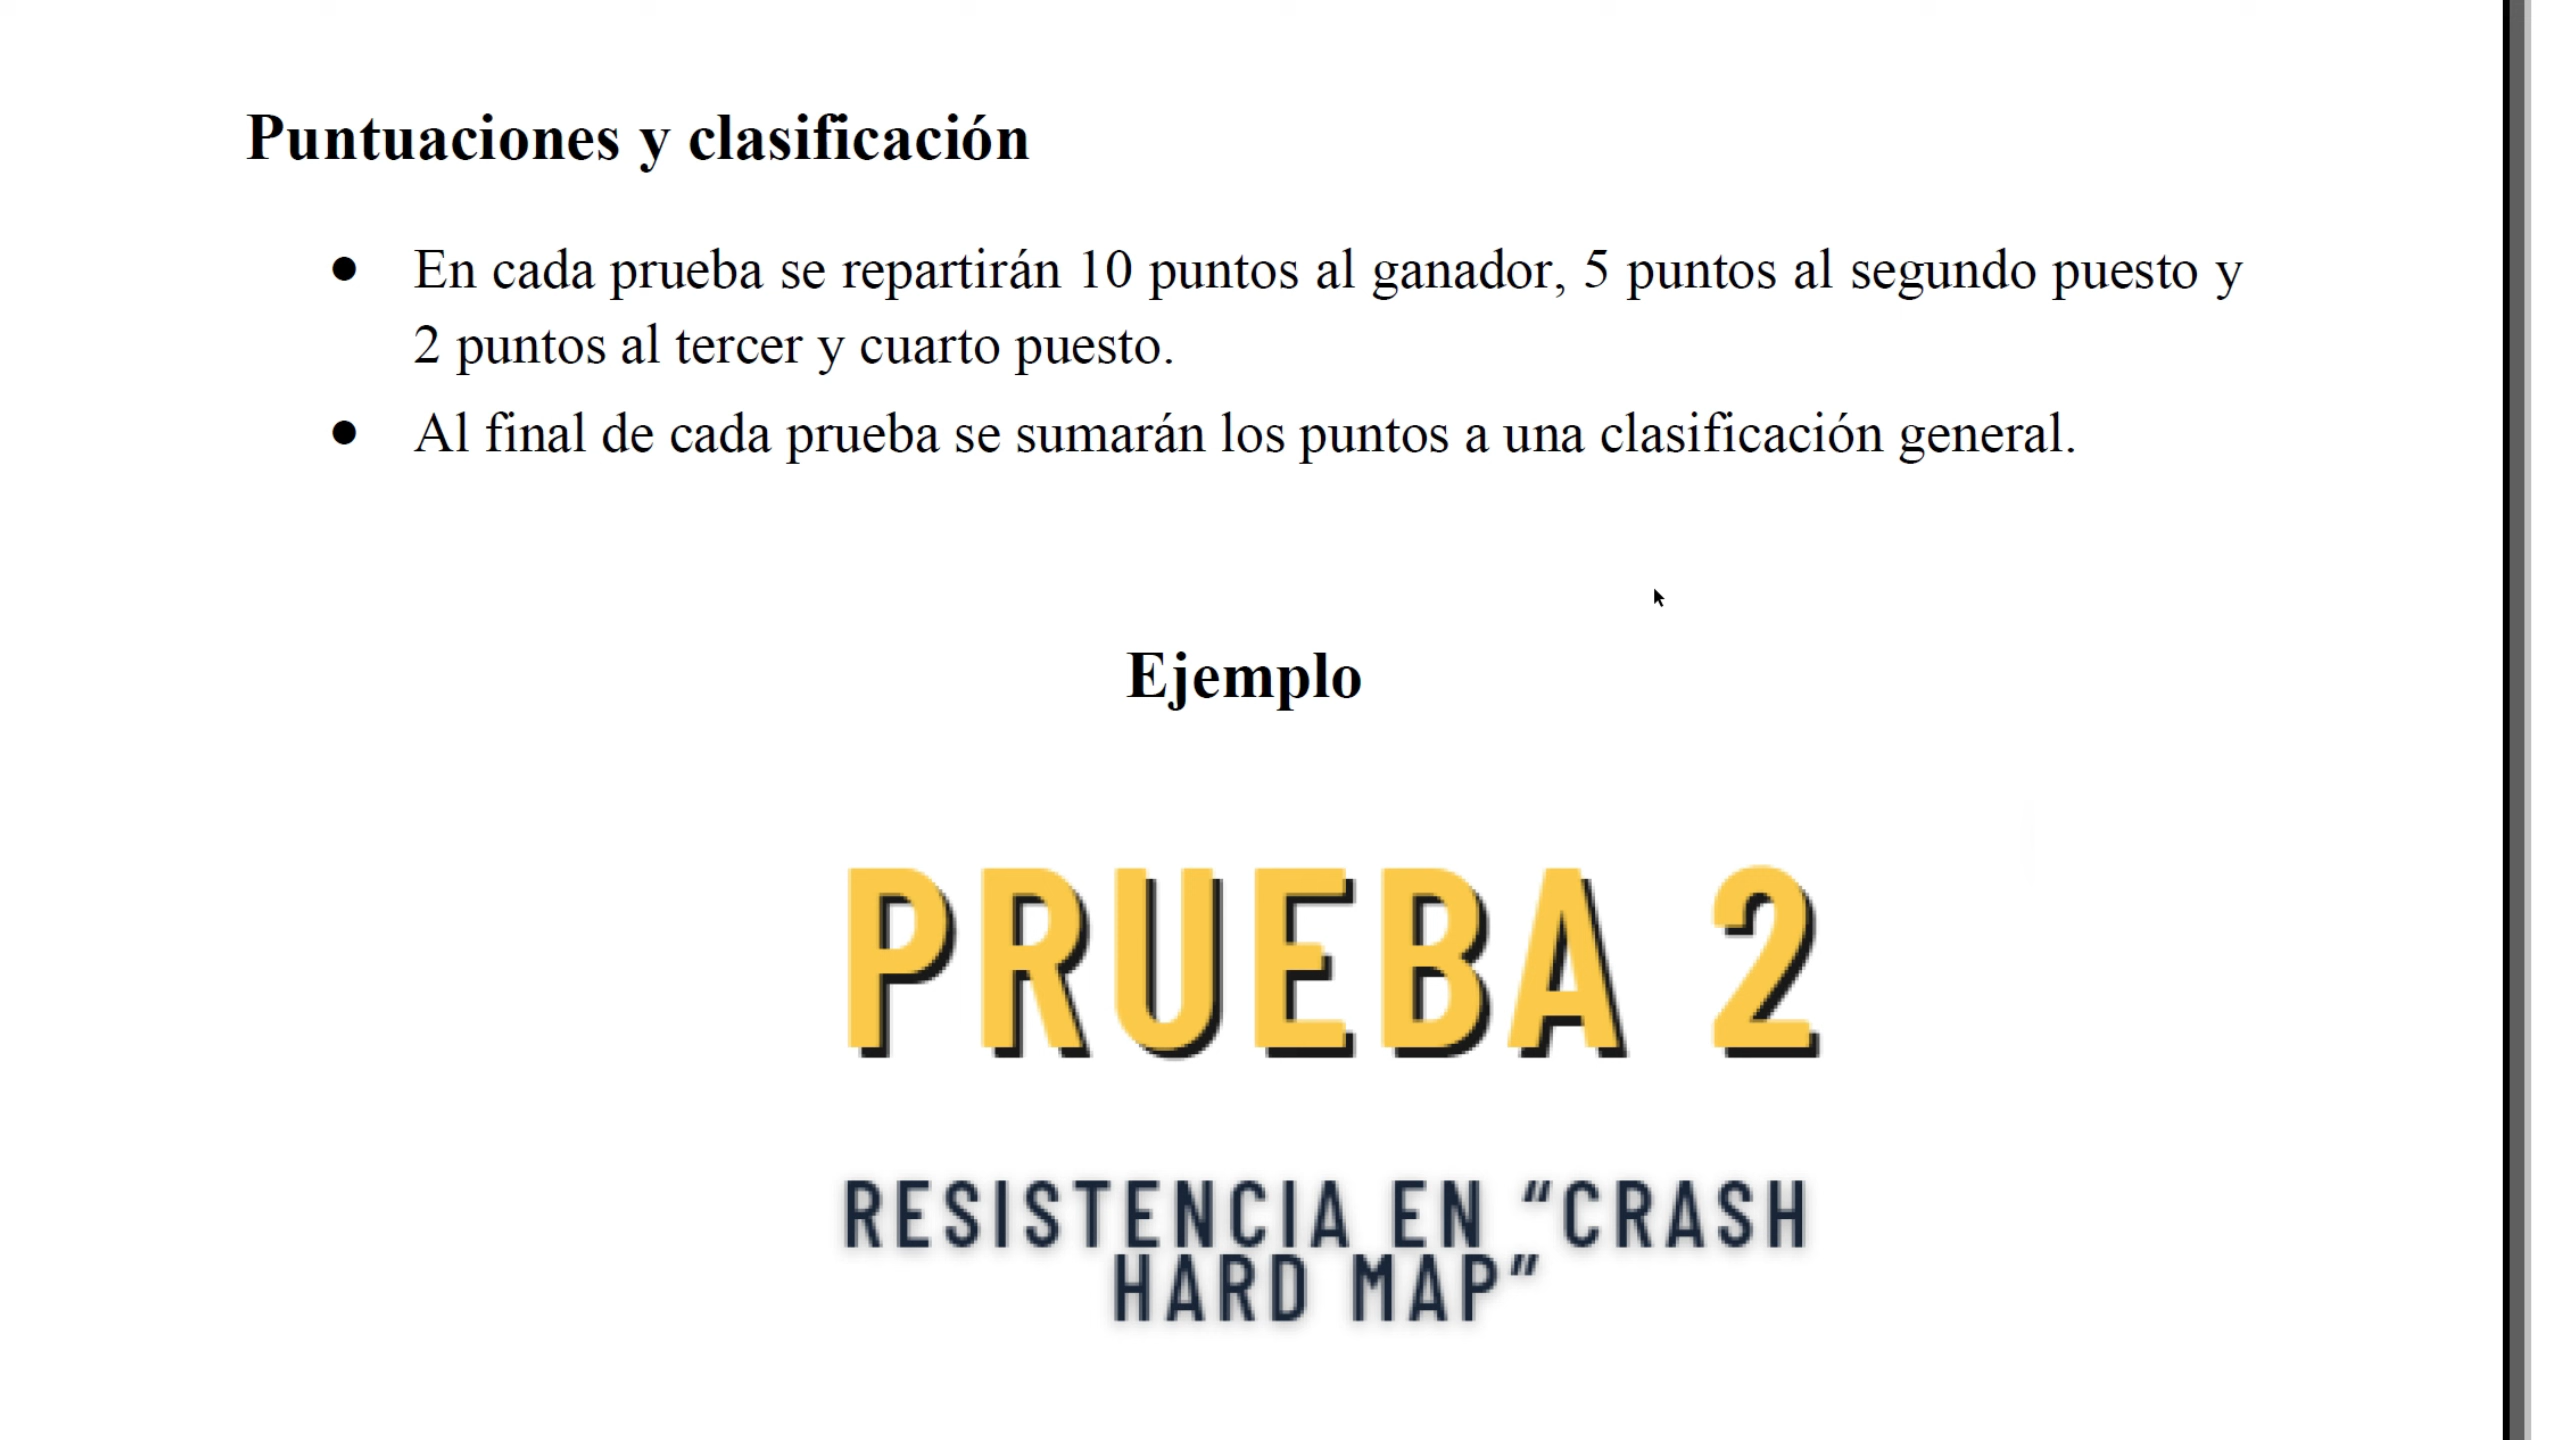 Puntuaciones y clasificación
● En cada prueba se repartirán 10 puntos al ganador, 5 puntos al segundo puesto y
2 puntos al tercer y cuarto puesto.
● Al final de cada prueba se sumarán los puntos a una clasificación general.
Ejemplo
PRUEBA 2
RESISTENCIA EN “CRASH
HARD MAP”